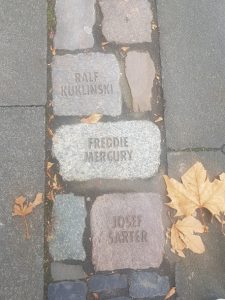 RALF
KUKLINSKI
FREDDIE
MERCURY
JOSEF
SARTER